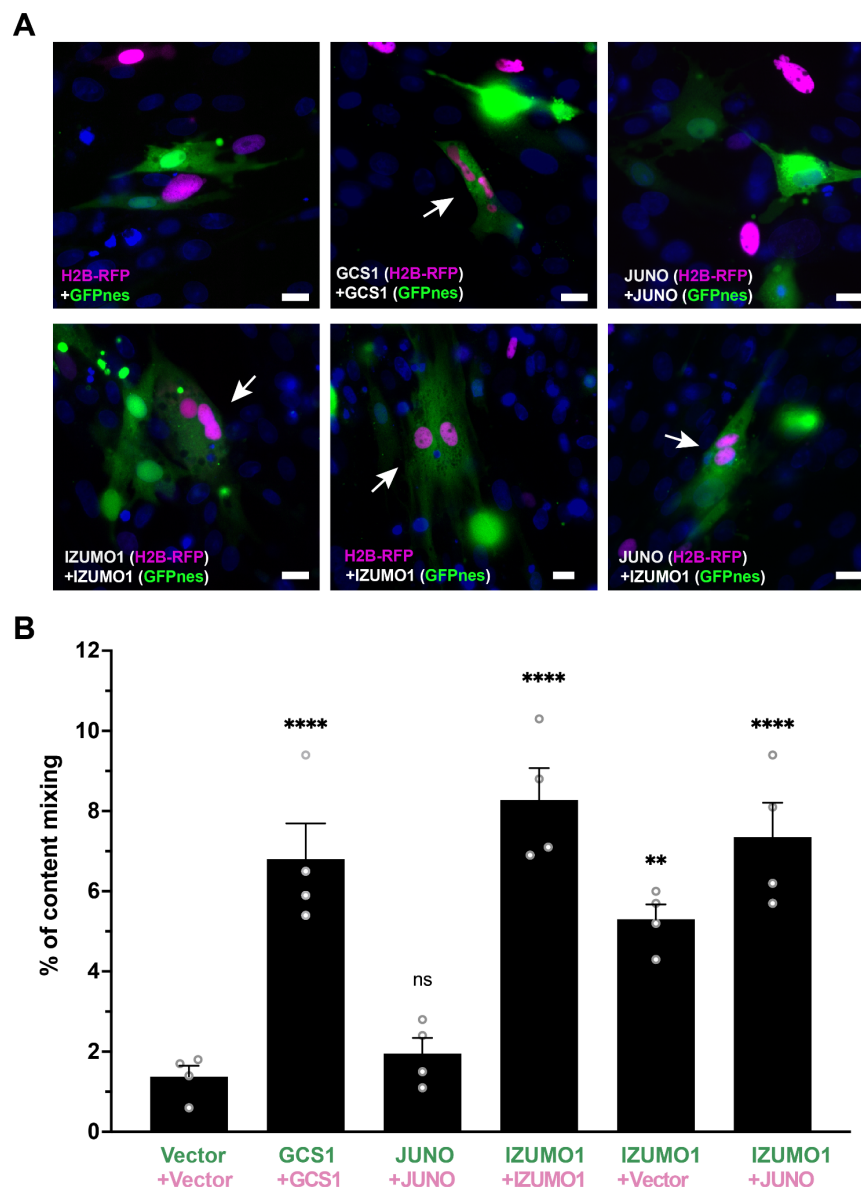 A
H2B-RFP
+GFPnes
GCS1 (H2B-RFP)
+GCS1 (GFPnes)
JUNO (H2B-RFP)
+JUNO (GFPnes)
IZUMO1 (H2B-RFP)
+IZUMO1 (GFPnes)
H2B-RFP
+IZUMO1 (GFPnes)
JUNO (H2B-RFP)
+IZUMO1 (GFPnes)
B
% of content mixing
12
10
8
6
4
2
0
****
ns
****
**
****
Vector
+Vector
GCS1
+GCS1
JUNO
+JUNO
IZUMO1
+IZUMO1
IZUMO1
+Vector
IZUMO1
+JUNO